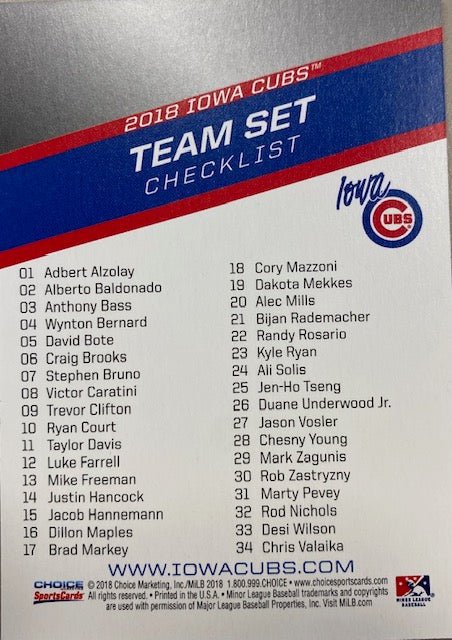 2018 IOWA CUBS™
TEAM SET
CHECKLIST
Iowa
CUBS
01 Adbert Alzolay
02 Alberto Baldonado
03 Anthony Bass
04 Wynton Bernard
05 David Bote
06 Craig Brooks
07 Stephen Bruno
08 Victor Caratini
09 Trevor Clifton
10 Ryan Court
11 Taylor Davis
12 Luke Farrell
13 Mike Freeman
14 Justin Hancock
15 Jacob Hannemann
16 Dillon Maples
17 Brad Markey
18 Cory Mazzoni
19 Dakota Mekkes
20 Alec Mills
21 Bijan Rademacher
22 Randy Rosario
23 Kyle Ryan
24 Ali Solis
25 Jen-Ho Tseng
26 Duane Underwood Jr.
27 Jason Vosler
28 Chesny Young
29 Mark Zagunis
30 Rob Zastryzny
31 Marty Pevey
32 Rod Nichols
33 Desi Wilson
34 Chris Valaika
WWW.IOWACUBS.COM
CHOICE
SportsCards
© 2018 Choice Marketing, Inc./MiLB 2018 1.800.999.CHOICE • www.choicesportscards.com
All rights reserved. • Printed in the U.S.A. • Minor League Baseball trademarks and copyrights
are used with permission of Major League Baseball Properties, Inc. Visit MiLB.com
MINOR LEAGUE
BASEBALL